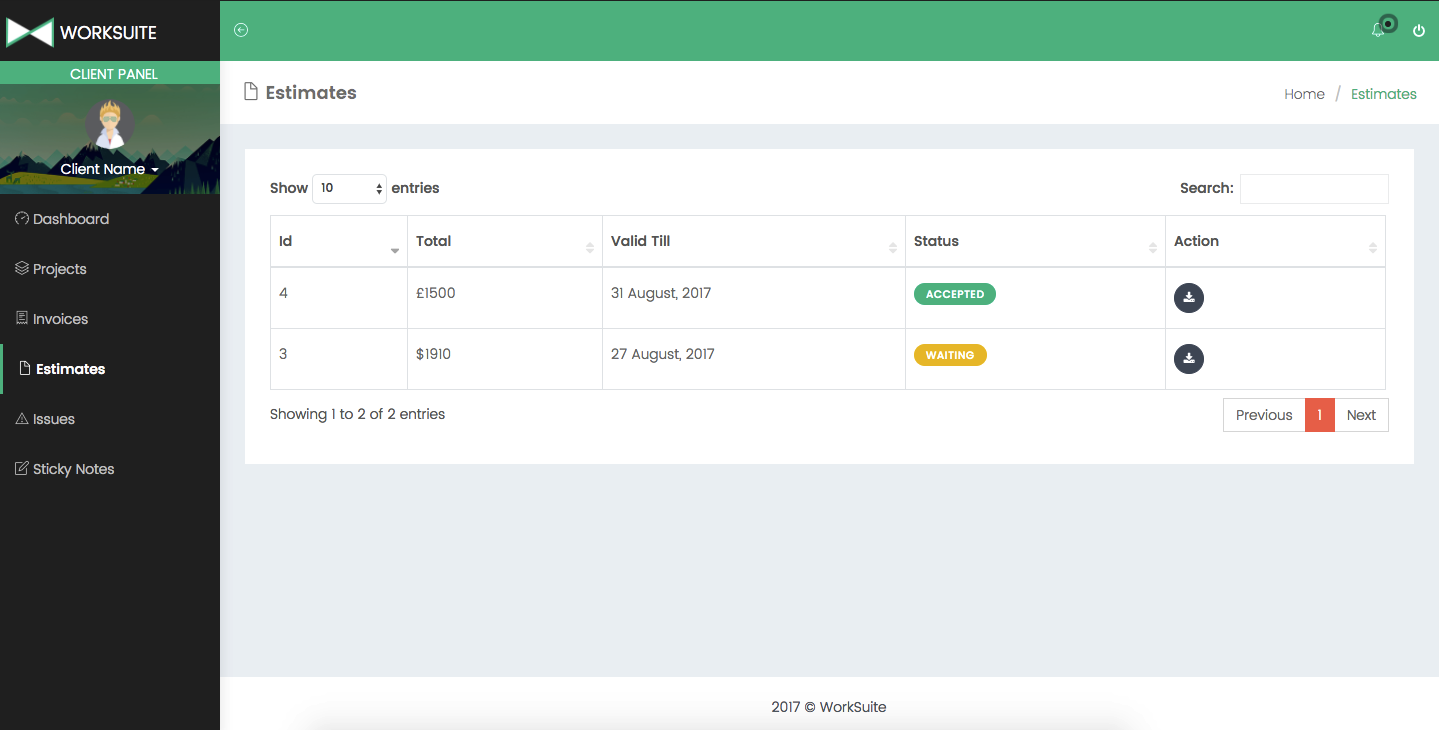 WORKSUITE
CLIENT PANEL
Client Name
Dashboard
Projects
Invoices
Estimates
Issues
Sticky Notes
Estimates
Home / Estimates
Show 10 entries Search:
Id Total Valid Till Status Action
4 £1500 31 August, 2017 ACCEPTED
3 $1910 27 August, 2017 WAITING
Showing 1 to 2 of 2 entries Previous 1 Next
2017 © WorkSuite